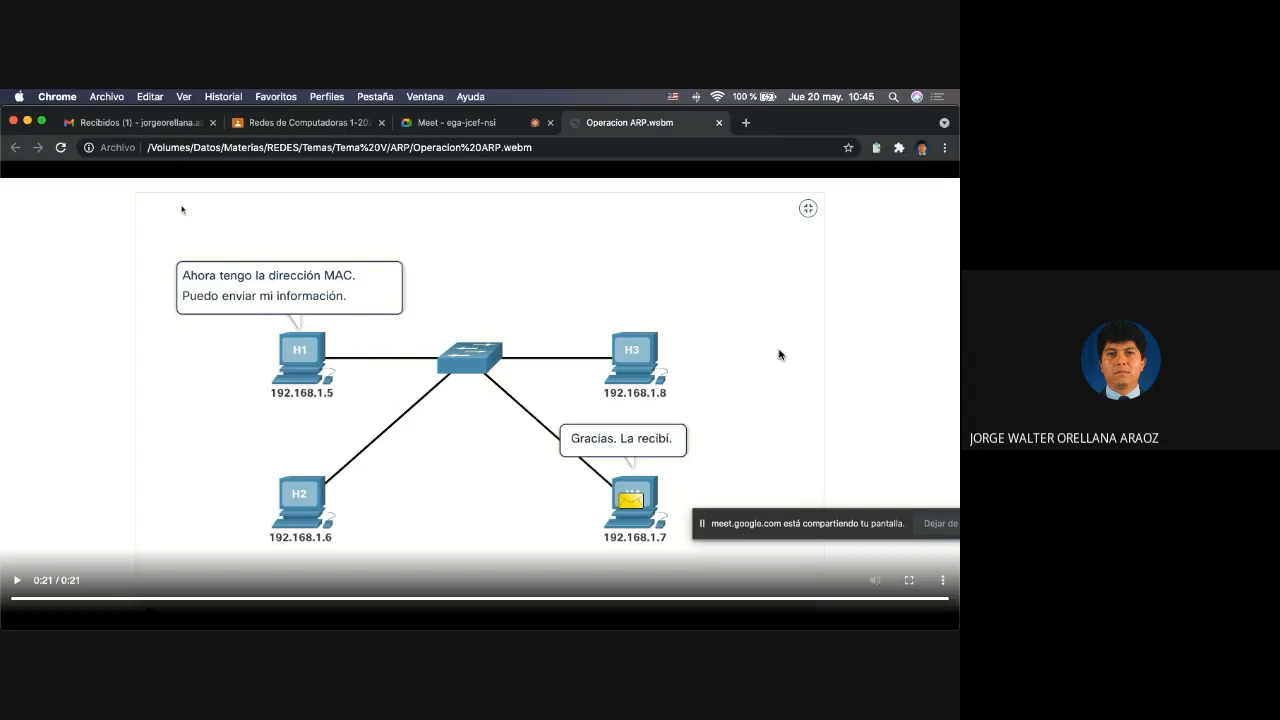 Chrome Archivo Editar Ver Historial Favoritos Perfiles Pestaña Ventana Ayuda 100 % Jue 20 may. 10:45
Recibidos (1) - jorgeorellana.a Redes de Computadoras 1-20 Meet - ega-jcef-nsi Operacion ARP.webm
Archivo /Volumes/Datos/Materias/REDES/Temas/Tema%20V/ARP/Operacion%20ARP.webm
Ahora tengo la dirección MAC.
Puedo enviar mi información.
H1
H3
192.168.1.5
192.168.1.8
Gracias. La recibí.
H2
192.168.1.6
192.168.1.7
meet.google.com está compartiendo tu pantalla. Dejar de
0:21 / 0:21
JORGE WALTER ORELLANA ARAOZ